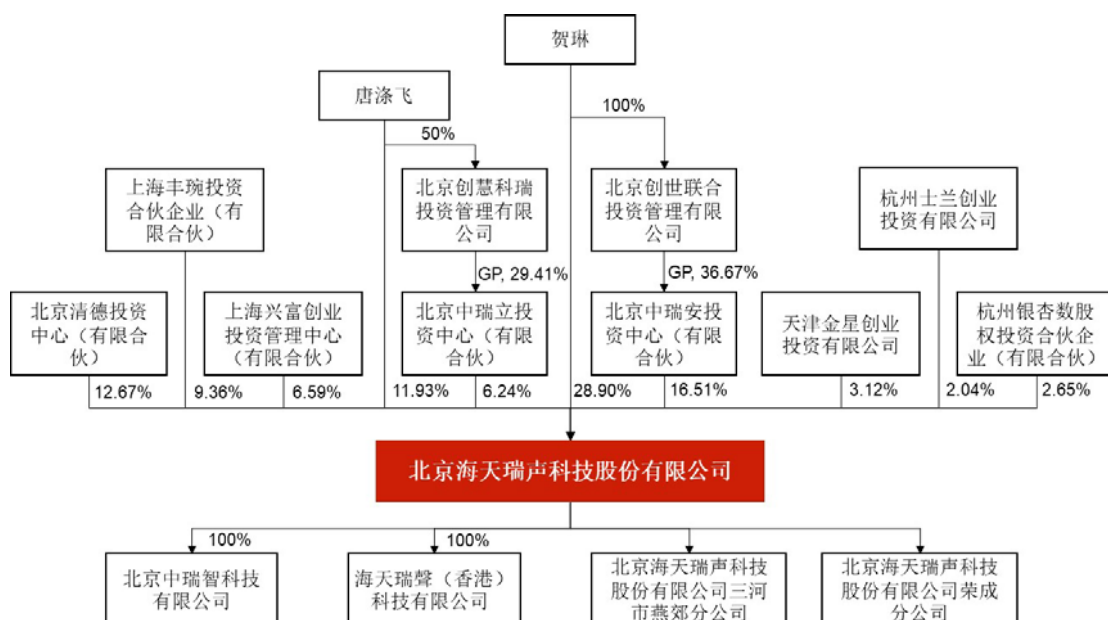 贺琳
唐涤飞
100%
50%
上海丰琬投资
合伙企业（有
限合伙）
北京创慧科瑞
投资管理有限
公司
北京创世联合
投资管理有限
公司
杭州士兰创业
投资有限公司
GP, 29.41%
GP, 36.67%
北京清德投资
中心（有限合
伙）
上海兴富创业
投资管理中心
（有限合伙）
北京中瑞立投
资中心（有限
合伙）
北京中瑞安投
资中心（有限
合伙）
天津金星创业
投资有限公司
杭州银杏数股
权投资合伙企
业（有限合伙）
12.67%
9.36%
6.59%
11.93%
6.24%
28.90%
16.51%
3.12%
2.04%
2.65%
北京海天瑞声科技股份有限公司
100%
100%
北京中瑞智科技
有限公司
海天瑞聲（香港）
科技有限公司
北京海天瑞声科技
股份有限公司三河
市燕郊分公司
北京海天瑞声科技
股份有限公司荣成
分公司